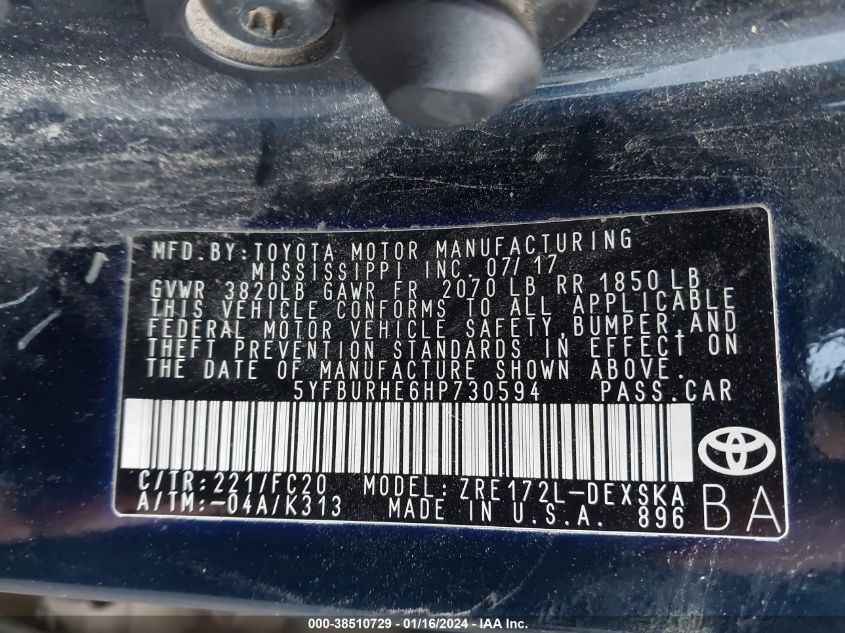 MFD.BY:TOYOTA MOTOR MANUFACTURING
MISSISSIPPI INC. 07/17
GVWR 3820LB GAWR FR 2070 LB RR 1850 LB
THIS VEHICLE CONFORMS TO ALL APPLICABLE
FEDERAL MOTOR VEHICLE SAFETY,BUMPER,AND
THEFT PREVENTION STANDARDS IN EFFECT ON
THE DATE OF MANUFACTURE SHOWN ABOVE.
5YFBURHE6HP730594 PASS.CAR
C/TR:221/FC20 MODEL:ZRE172L-DEXSKA
A/TM:-04A/K313 MADE IN U.S.A. 896
BA
000-38510729 - 01/16/2024 - IAA Inc.